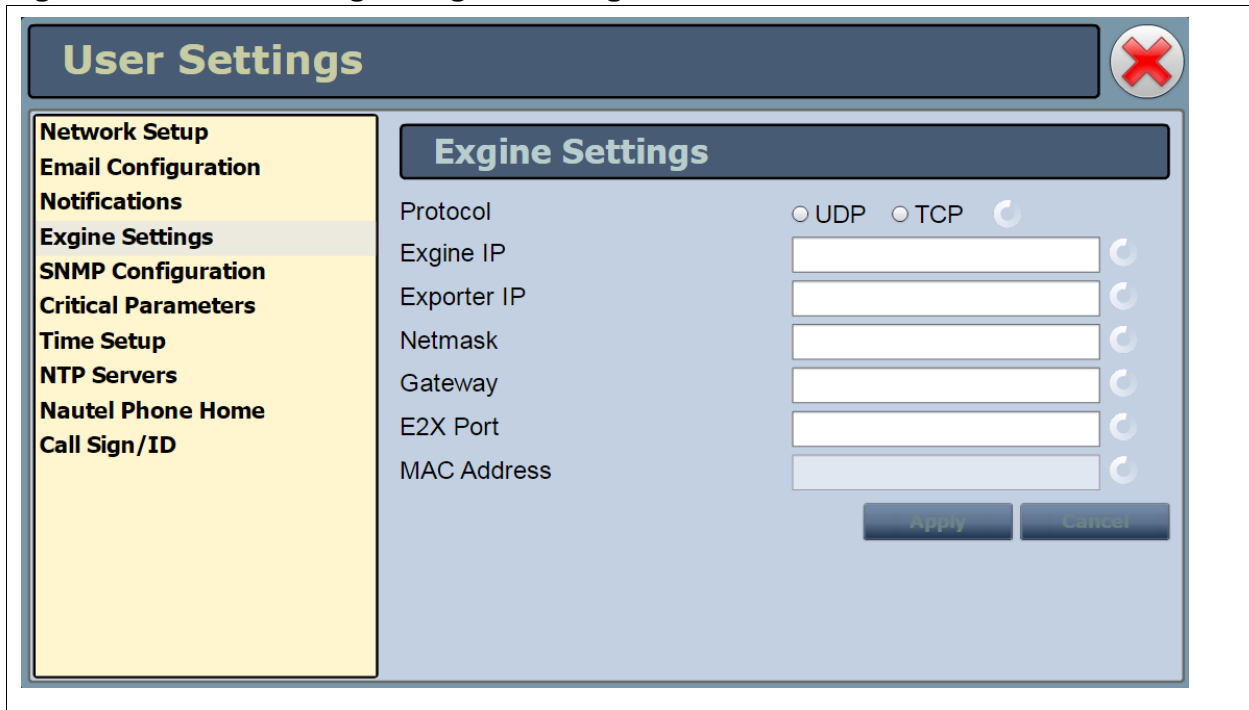 User Settings
Network Setup
Email Configuration
Notifications
Exgine Settings
SNMP Configuration
Critical Parameters
Time Setup
NTP Servers
Nautel Phone Home
Call Sign/ID
Exgine Settings
Protocol UDP TCP
Exgine IP
Exporter IP
Netmask
Gateway
E2X Port
MAC Address
Apply Cancel